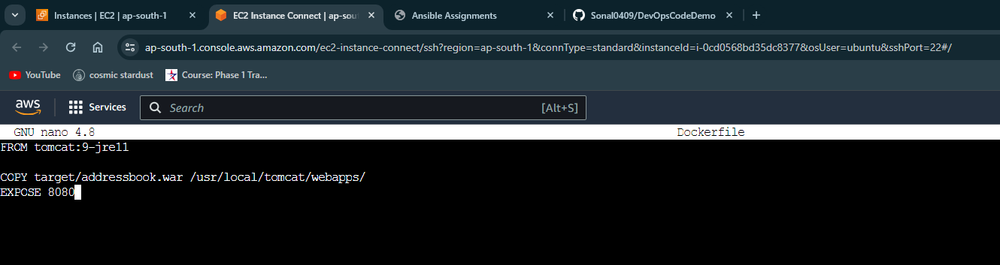 Instances | EC2 | ap-south-1
EC2 Instance Connect | ap-sou
Ansible Assignments
Sonal0409/DevOpsCodeDemo
ap-south-1.console.aws.amazon.com/ec2-instance-connect/ssh?region=ap-south-1&connType=standard&instanceId=i-0cd0568bd35dc8377&osUser=ubuntu&sshPort=22#/
YouTube
cosmic stardust
Course: Phase 1 Tra...
aws
Services
Search
[Alt+S]
GNU nano 4.8
Dockerfile
FROM tomcat:9-jre11
COPY target/addressbook.war /usr/local/tomcat/webapps/
EXPOSE 8080